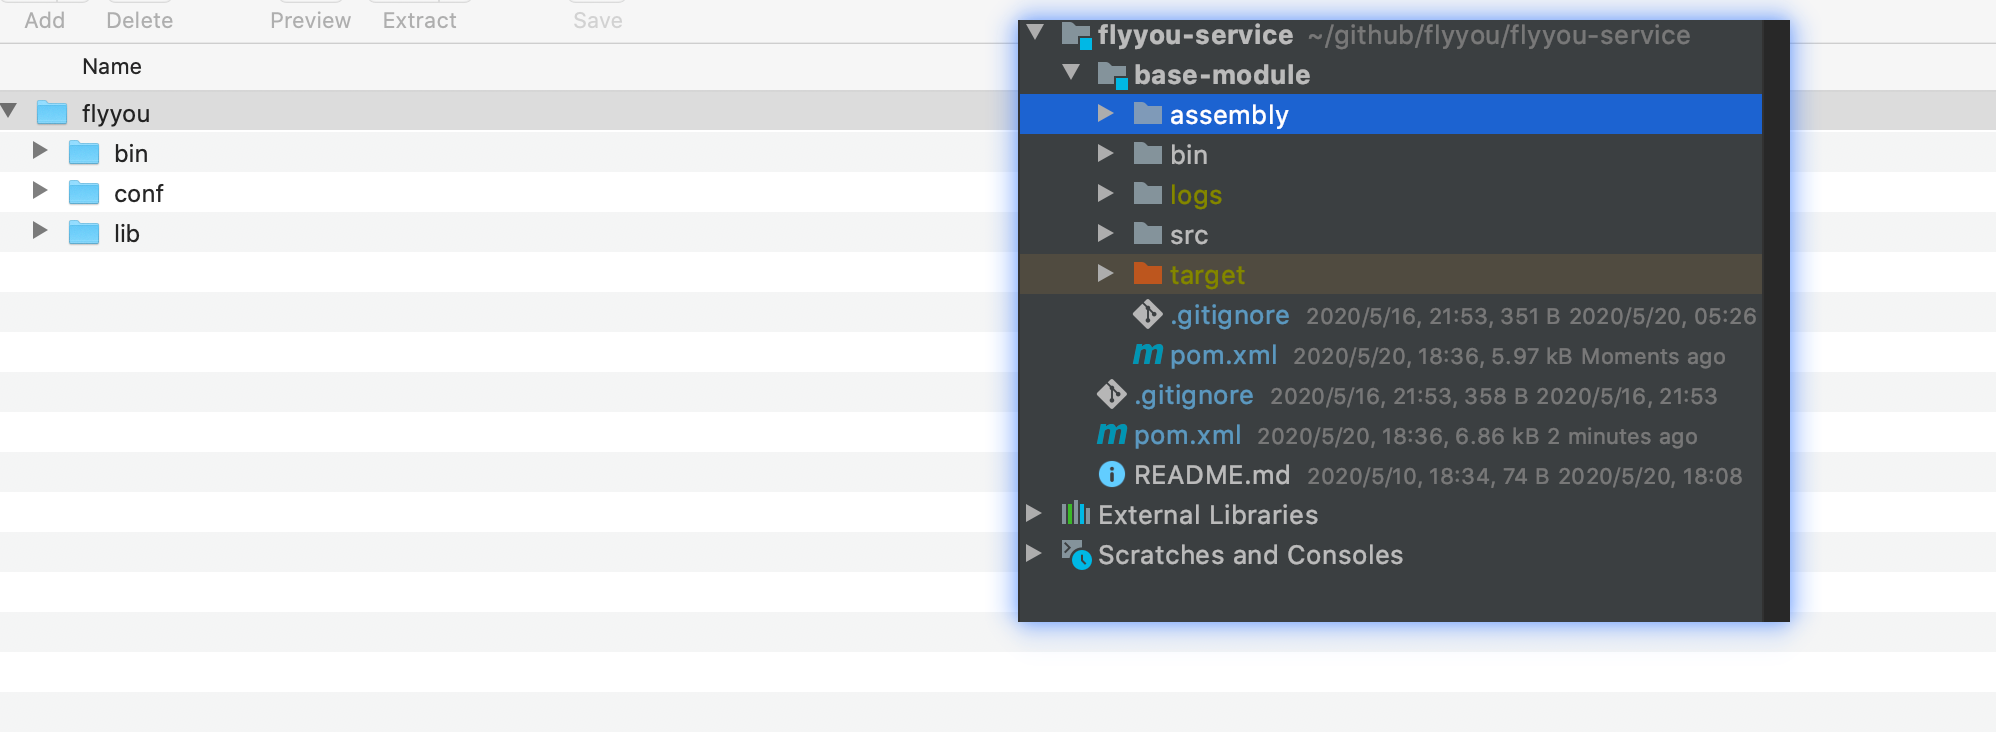 Add Delete Preview Extract Save
Name
flyyou
bin
conf
lib
flyyou-service ~/github/flyyou/flyyou-service
base-module
assembly
bin
logs
src
target
.gitignore 2020/5/16, 21:53, 351 B 2020/5/20, 05:26
pom.xml 2020/5/20, 18:36, 5.97 kB Moments ago
.gitignore 2020/5/16, 21:53, 358 B 2020/5/16, 21:53
pom.xml 2020/5/20, 18:36, 6.86 kB 2 minutes ago
README.md 2020/5/10, 18:34, 74 B 2020/5/20, 18:08
External Libraries
Scratches and Consoles